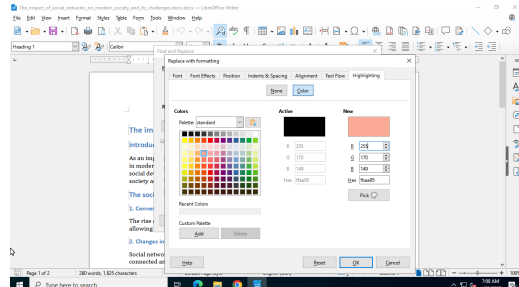 The_impact_of_social_networks_on_modern_society_and_its_challenges.docx.docx — LibreOffice Writer
File Edit View Insert Format Styles Table Form Tools Window Help
Heading 1
Calibri
Find and Replace
Replace with formatting
Font Font Effects Position Indents & Spacing Alignment Text Flow Highlighting
None Color
Colors Active New
Palette: standard
R 255 R 255
G 170 G 170
B 149 B 149
Hex ffaa95 Hex ffaa95
Pick
Recent Colors
Custom Palette
Add Delete
Help Reset OK Cancel
The im
introduc
As an imp
in modern
social dev
society a
The soci
1. Conver
The rise
allowing
2. Changes in
Social netwo
connected an
Page 1 of 2 280 words, 1,825 characters
Type here to search
7:08 AM